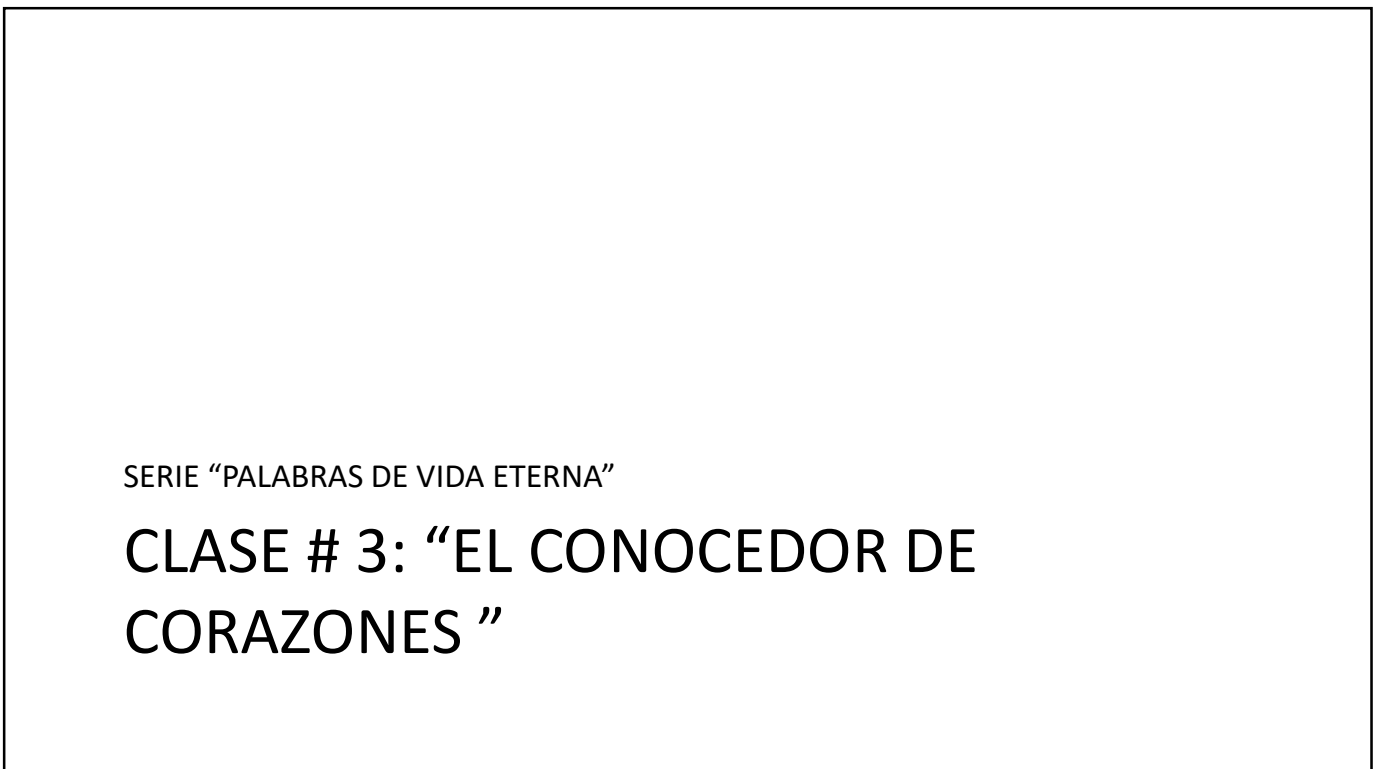 SERIE “PALABRAS DE VIDA ETERNA”
CLASE # 3: “EL CONOCEDOR DE
CORAZONES ”